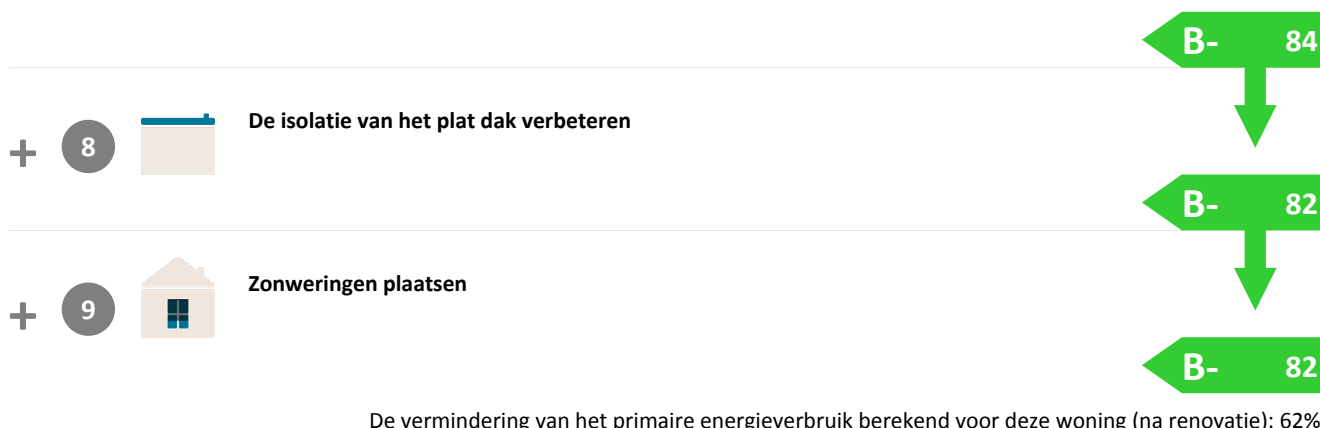 B- 84
+ 8 De isolatie van het plat dak verbeteren
B- 82
+ 9 Zonweringen plaatsen
B- 82
De vermindering van het primaire energieverbruik berekend voor deze woning (na renovatie): 62%